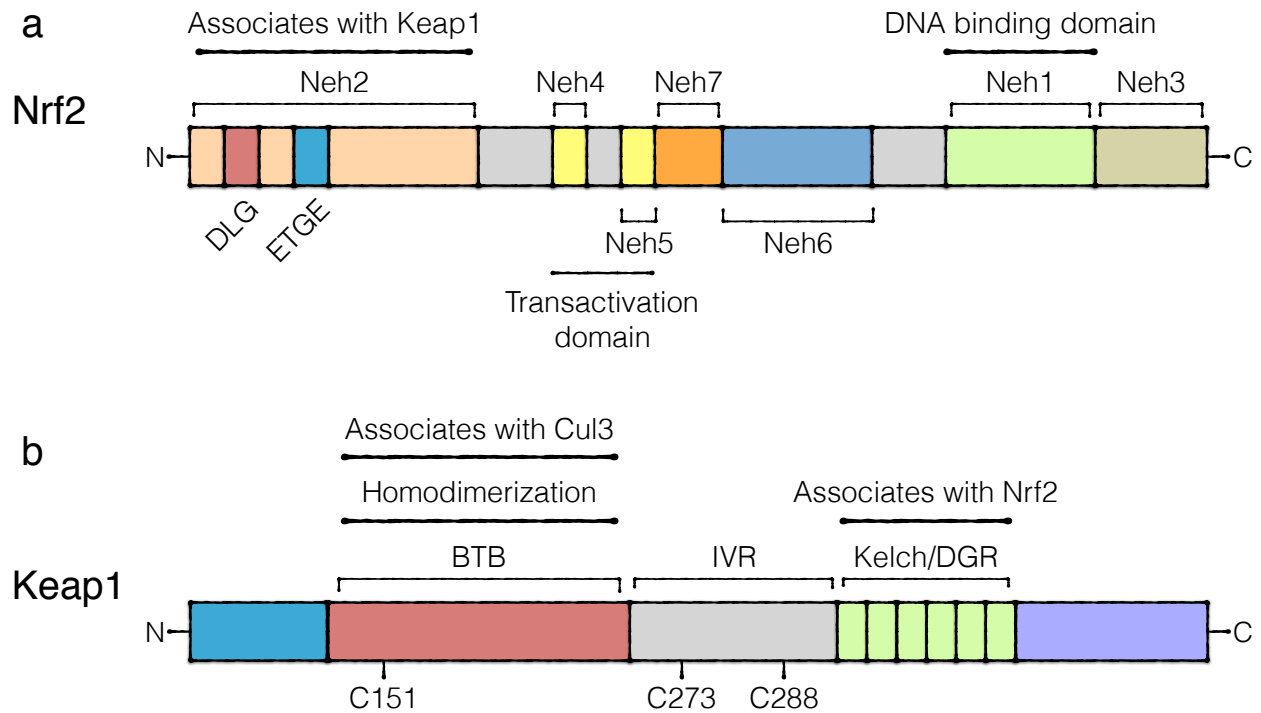 a
Associates with Keap1
DNA binding domain
Neh2
Neh4
Neh7
Neh1
Neh3
Nrf2
N
C
DLG
ETGE
Neh5
Neh6
Transactivation
domain
b
Associates with Cul3
Homodimerization
Associates with Nrf2
BTB
IVR
Kelch/DGR
Keap1
N
C
C151
C273
C288